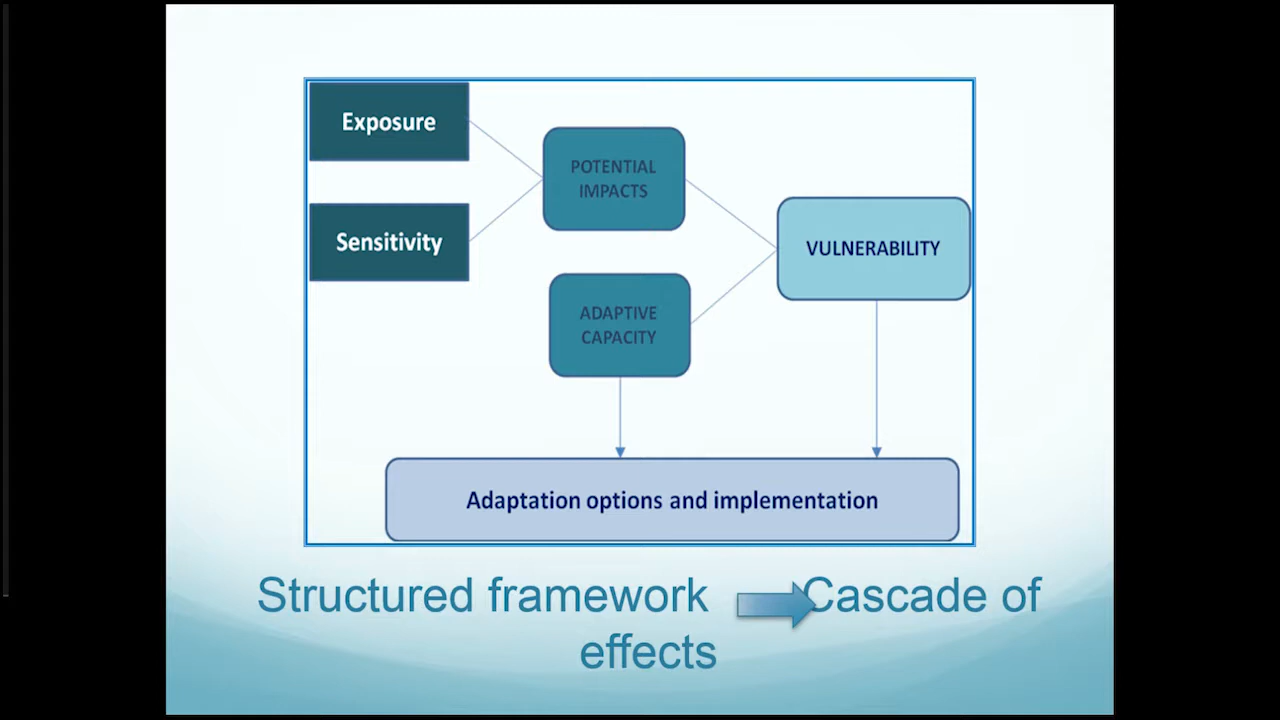 Exposure
POTENTIAL
IMPACTS
Sensitivity
VULNERABILITY
ADAPTIVE
CAPACITY
Adaptation options and implementation
Structured framework Cascade of
effects